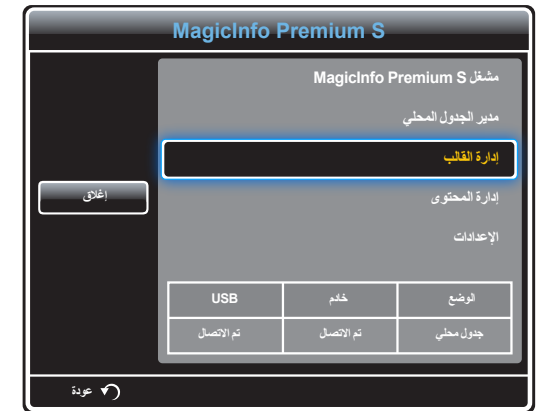 MagicInfo Premium S
مشغل MagicInfo Premium S
مدير الجدول المحلي
إدارة القالب
إدارة المحتوى
الإعدادات
إغلاق
الوضع خادم USB
جدول محلي تم الاتصال تم الاتصال
عودة